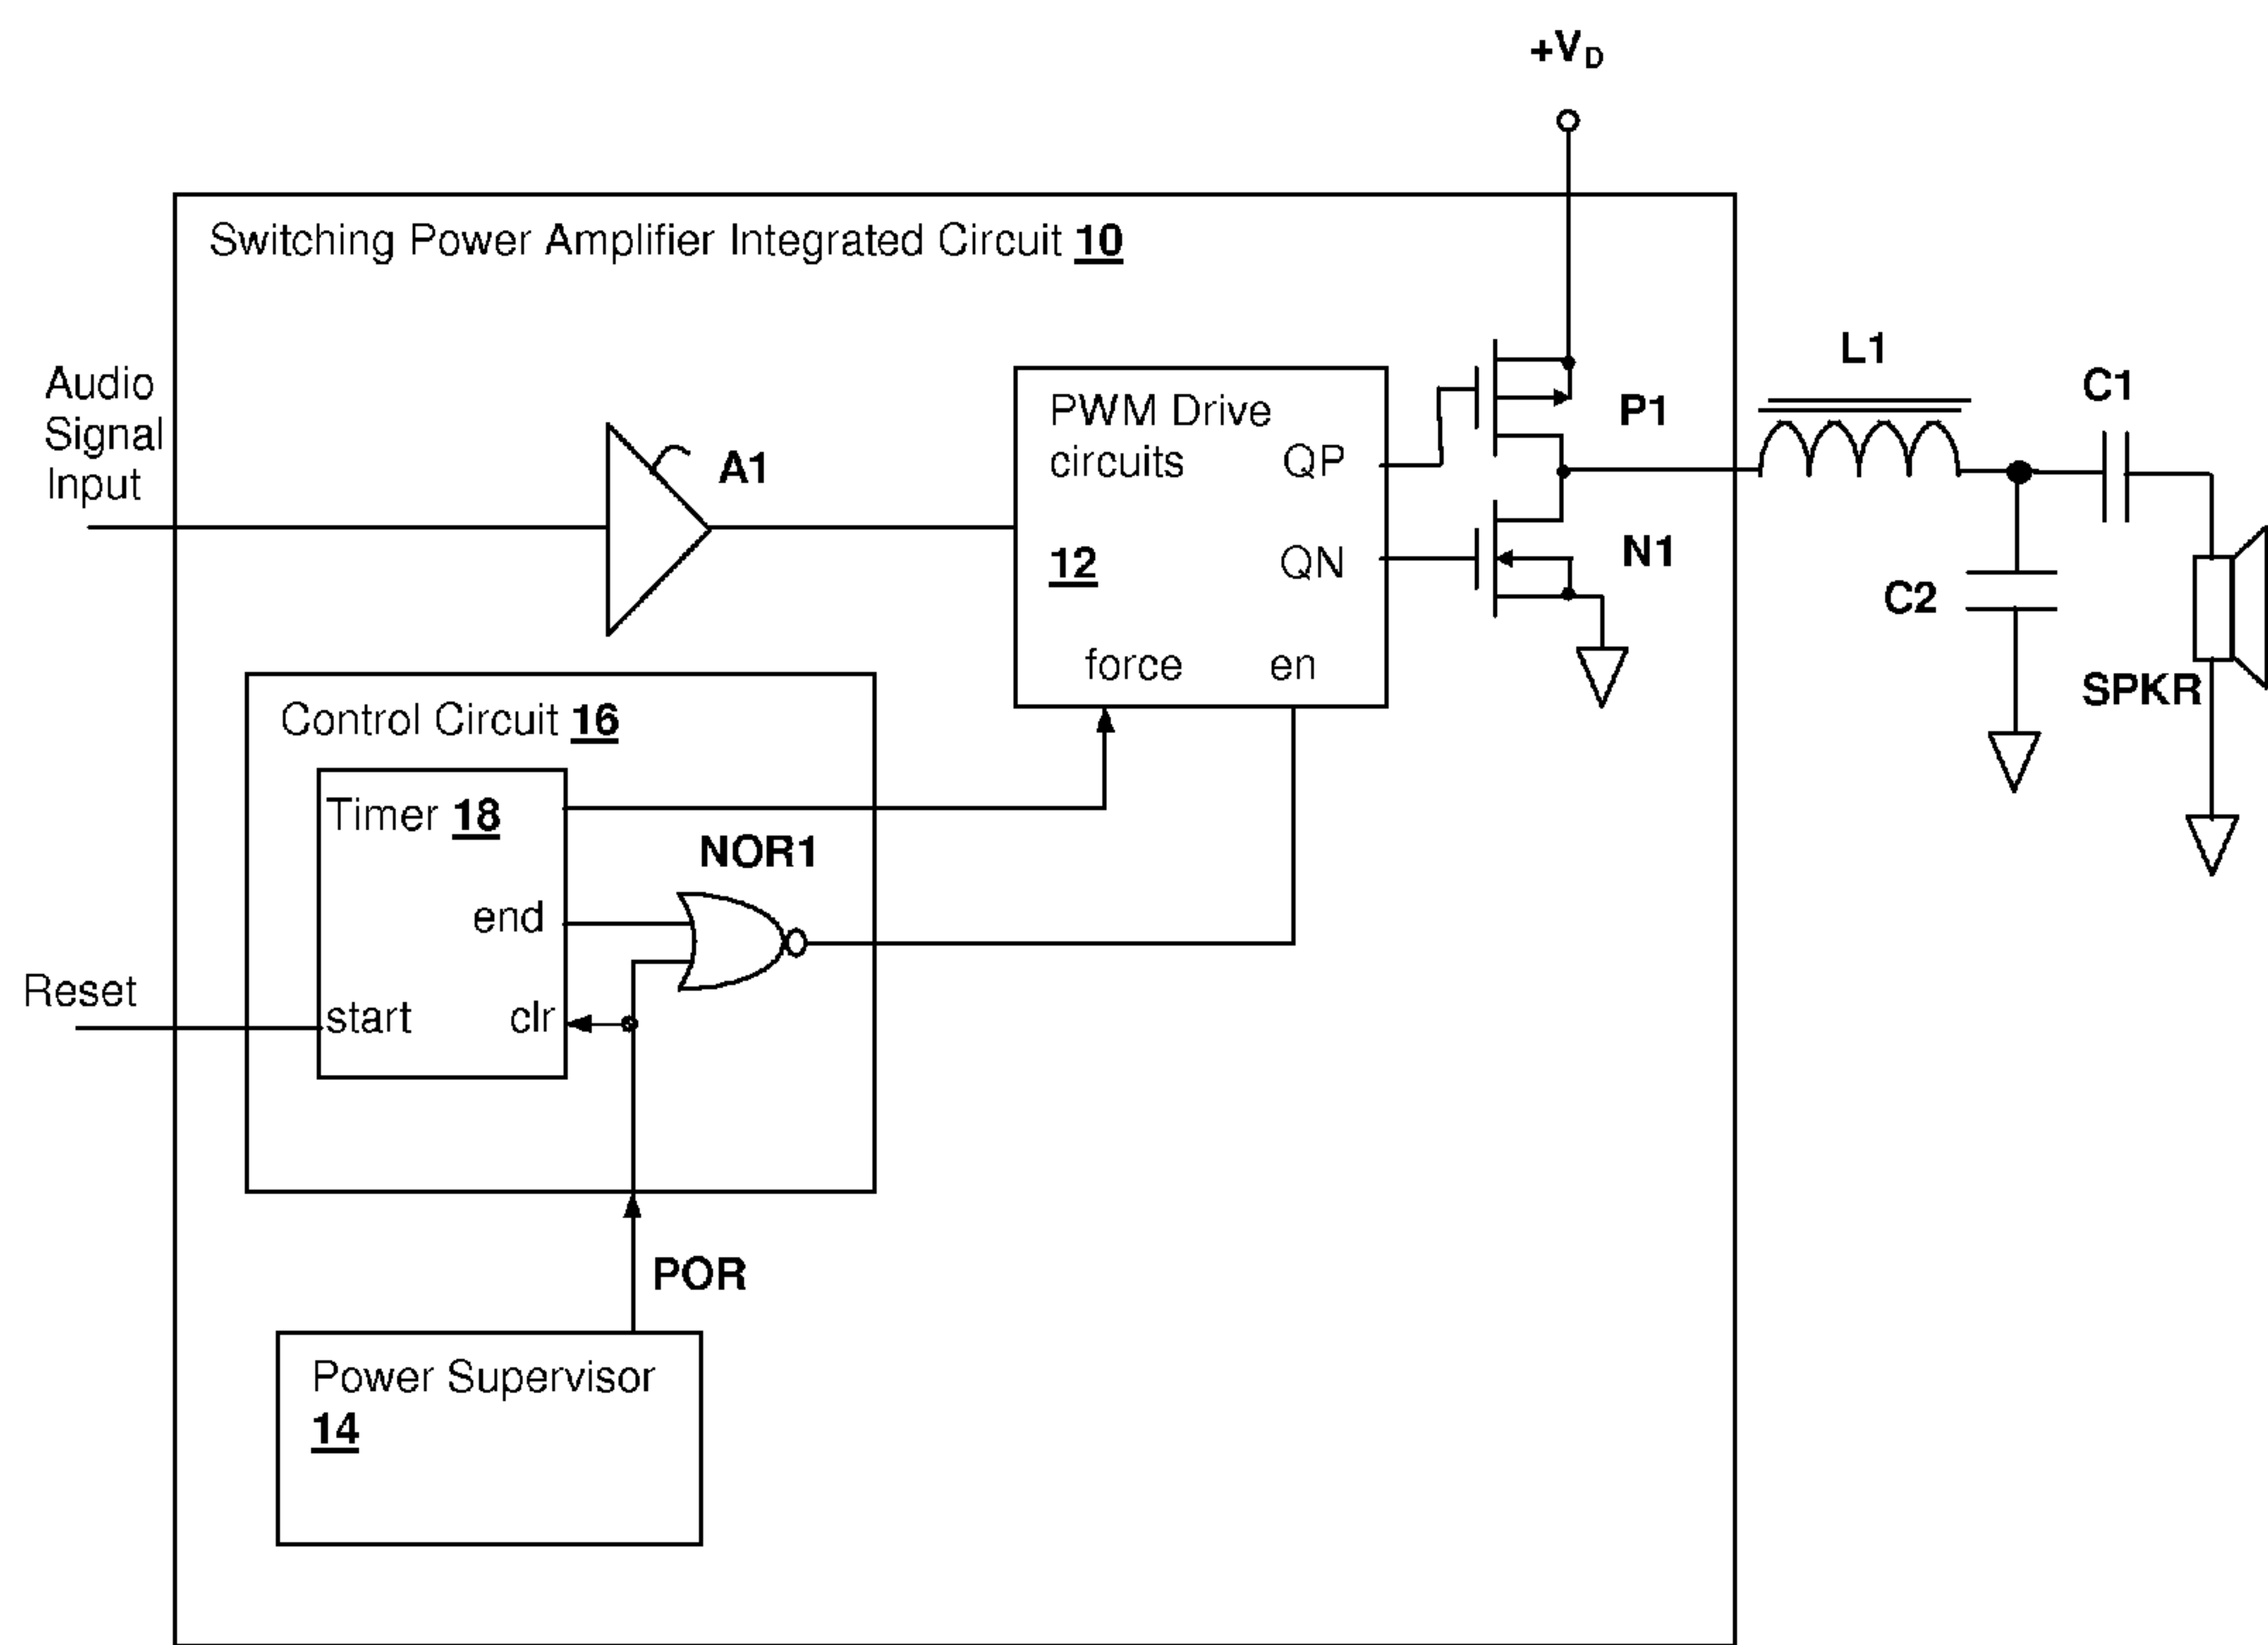 +VD
Switching Power Amplifier Integrated Circuit 10
Audio
Signal
Input
A1
PWM Drive
circuits
QP
12
QN
force
en
P1
N1
L1
C1
C2
SPKR
Control Circuit 16
Timer 18
NOR1
end
Reset
start
clr
POR
Power Supervisor
14